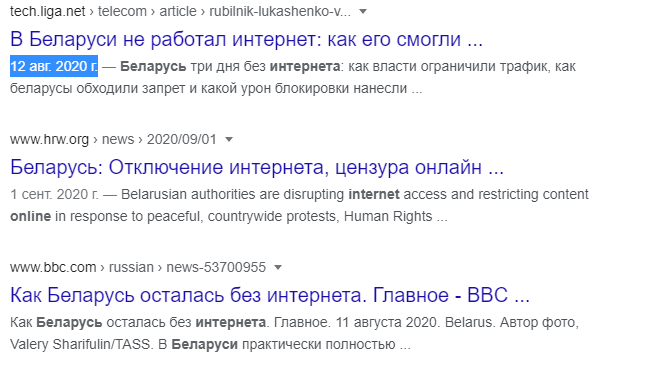 tech.liga.net › telecom › article › rubilnik-lukashenko-v...
В Беларуси не работал интернет: как его смогли ...
12 авг. 2020 г. — Беларусь три дня без интернета: как власти ограничили трафик, как
беларусы обходили запрет и какой урон блокировки нанесли ...
www.hrw.org › news › 2020/09/01
Беларусь: Отключение интернета, цензура онлайн ...
1 сент. 2020 г. — Belarusian authorities are disrupting internet access and restricting content
online in response to peaceful, countrywide protests, Human Rights ...
www.bbc.com › russian › news-53700955
Как Беларусь осталась без интернета. Главное - BBC ...
Как Беларусь осталась без интернета. Главное. 11 августа 2020. Belarus. Автор фото,
Valery Sharifulin/TASS. В Беларуси практически полностью ...